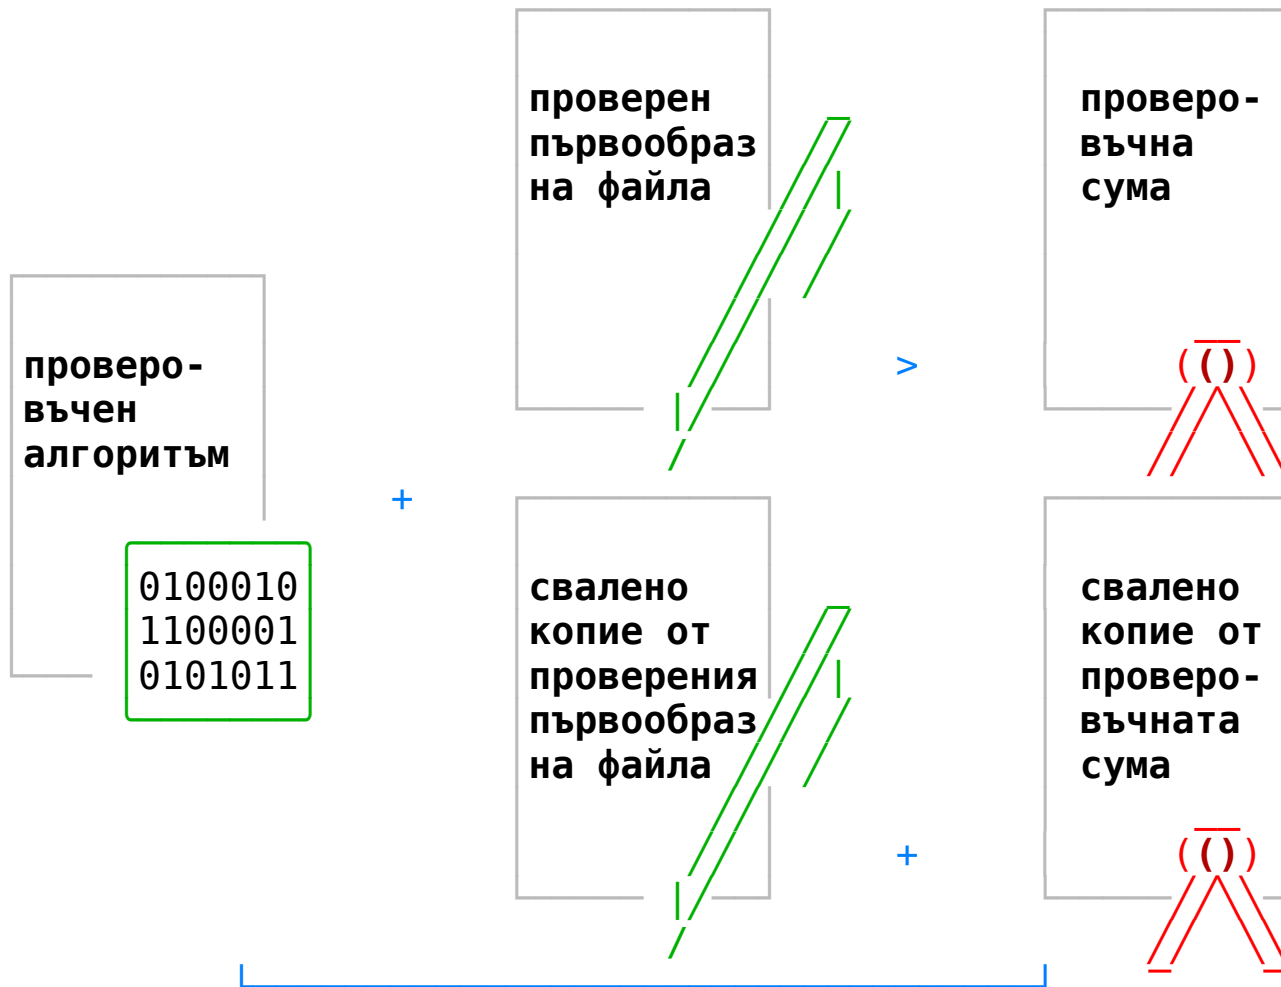 проверен
първообраз
на файла
проверо-
въчна
сума
проверо-
въчен
алгоритъм
>
+
0100010
1100001
0101011
свалено
копие от
проверения
първообраз
на файла
свалено
копие от
проверо-
въчната
сума
+